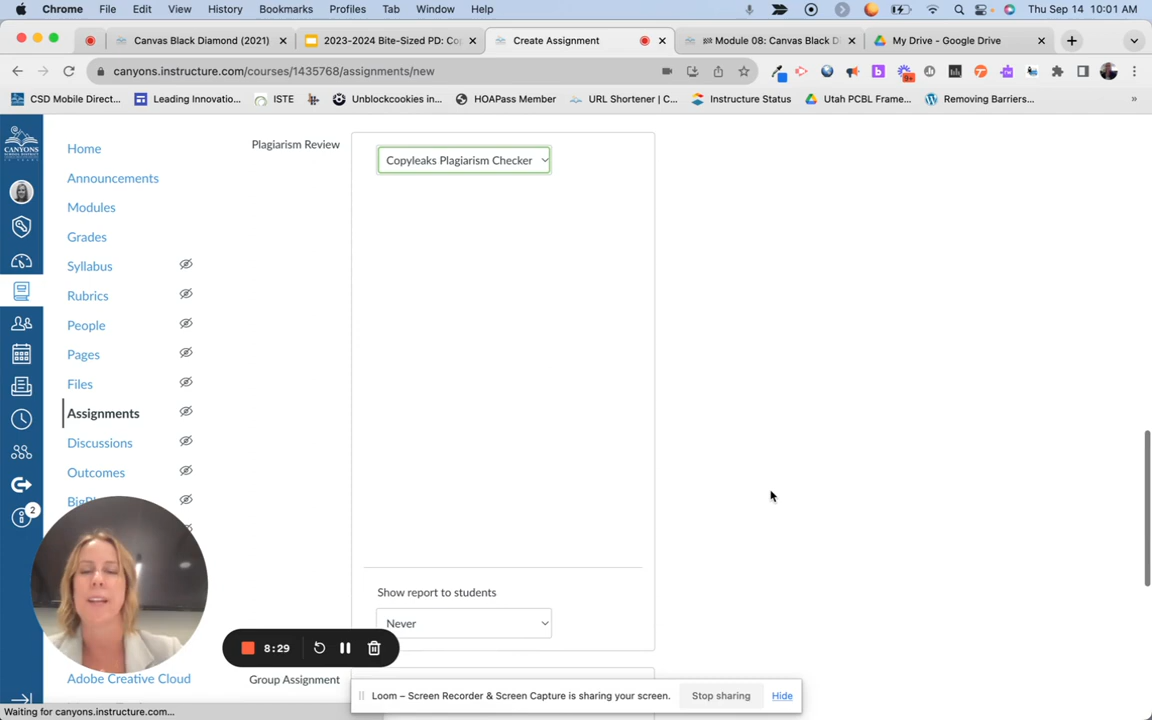 Chrome File Edit View History Bookmarks Profiles Tab Window Help Thu Sep 14 10:01 AM
Canvas Black Diamond (2021) 2023-2024 Bite-Sized PD: Co Create Assignment Module 08: Canvas Black D My Drive - Google Drive
canyons.instructure.com/courses/1435768/assignments/new
CSD Mobile Direct... Leading Innovatio... ISTE Unblockcookies in... HOAPass Member URL Shortener | C... Instructure Status Utah PCBL Frame... Removing Barriers... »
CANYONS
Plagiarism Review
Copyleaks Plagiarism Checker
Home
Announcements
Modules
Grades
Syllabus
Rubrics
People
Pages
Files
Assignments
Discussions
Outcomes
2
Show report to students
Never
8:29
Adobe Creative Cloud
Group Assignment
Loom – Screen Recorder & Screen Capture is sharing your screen. Stop sharing Hide
Waiting for canyons.instructure.com...